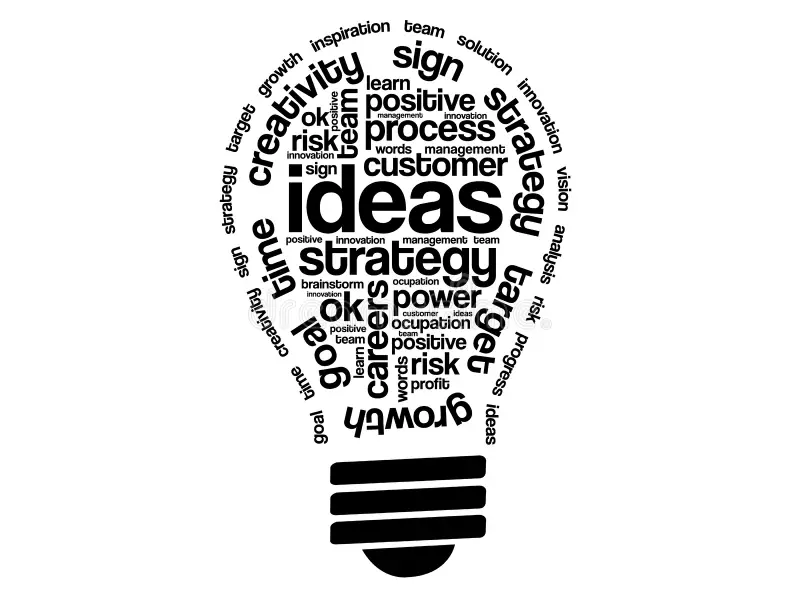 goal
time
creativity
sign
strategy
target
growth
inspiration
team
solution
innovation
vision
analysis
risk
progress
ideas
creativity
sign
strategy
target
growth
goal
time
learn
positive
positive
management innovation
ok
team
process
risk
words management
innovation
customer
sign
ideas
positive innovation management team
strategy
brainstorm
ocupation
innovation
careers
power
ok
customer ideas
ocupation
positive
team
team
positive
learn
words
risk
profit